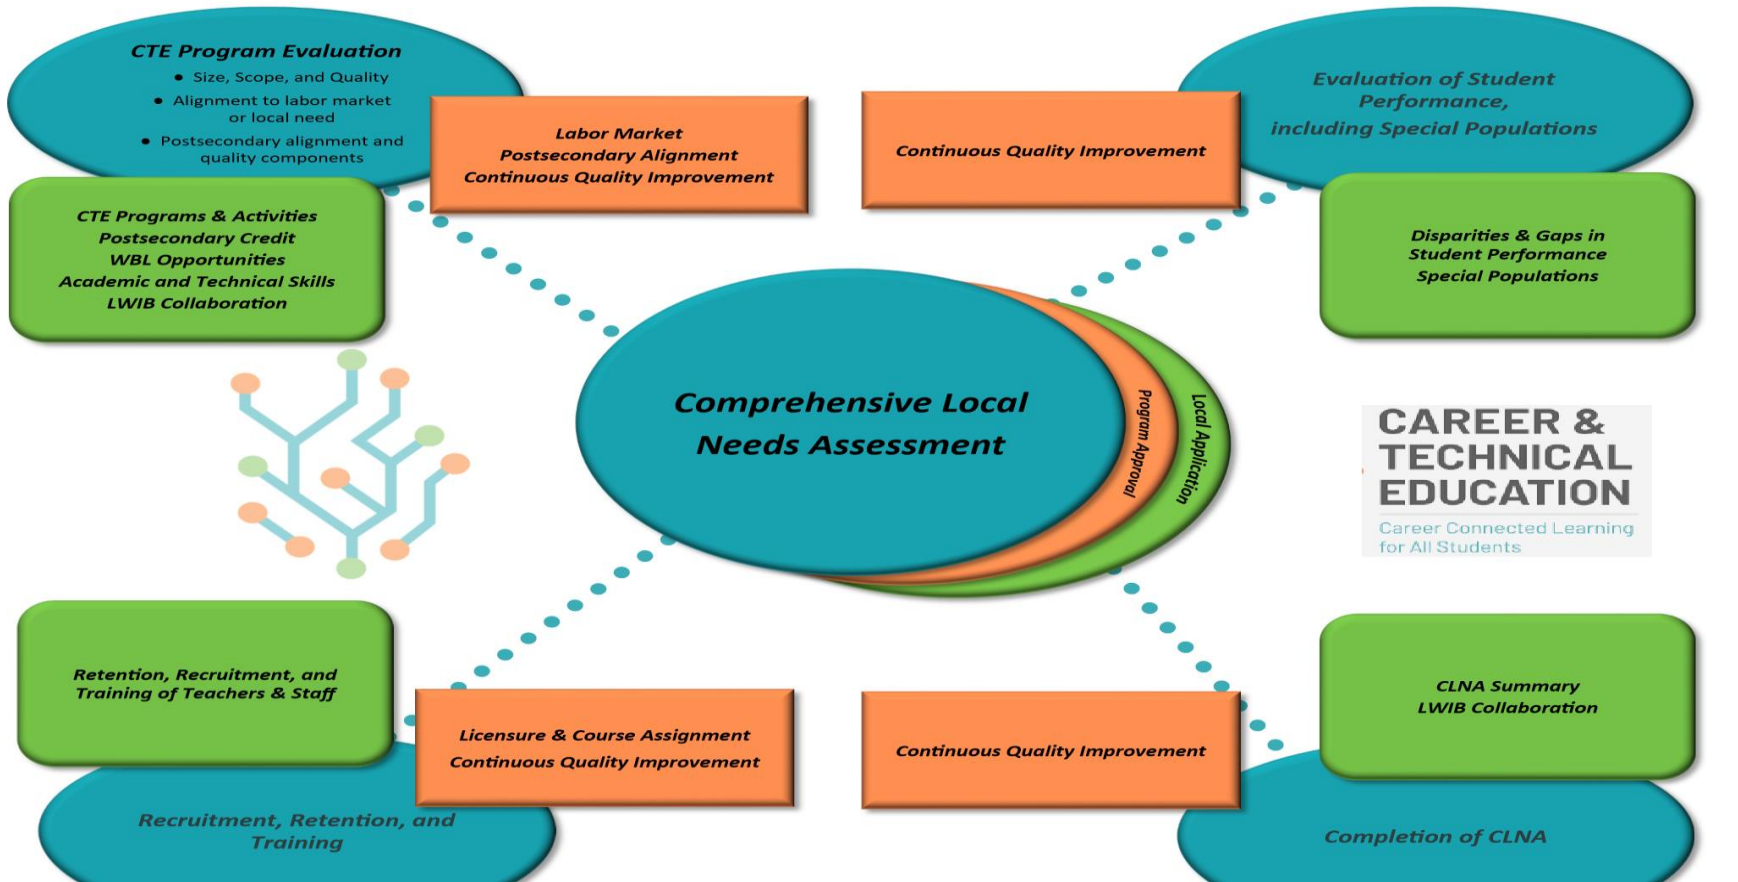 CTE Program Evaluation
● Size, Scope, and Quality
● Alignment to labor market
or local need
● Postsecondary alignment and
quality components
Labor Market
Postsecondary Alignment
Continuous Quality Improvement
CTE Programs & Activities
Postsecondary Credit
WBL Opportunities
Academic and Technical Skills
LWIB Collaboration
Continuous Quality Improvement
Evaluation of Student
Performance,
including Special Populations
Disparities & Gaps in
Student Performance
Special Populations
Comprehensive Local
Needs Assessment
Program Approval
Local Application
CAREER &
TECHNICAL
EDUCATION
Career Connected Learning
for All Students
Retention, Recruitment, and
Training of Teachers & Staff
Licensure & Course Assignment
Continuous Quality Improvement
Recruitment, Retention, and
Training
Continuous Quality Improvement
CLNA Summary
LWIB Collaboration
Completion of CLNA